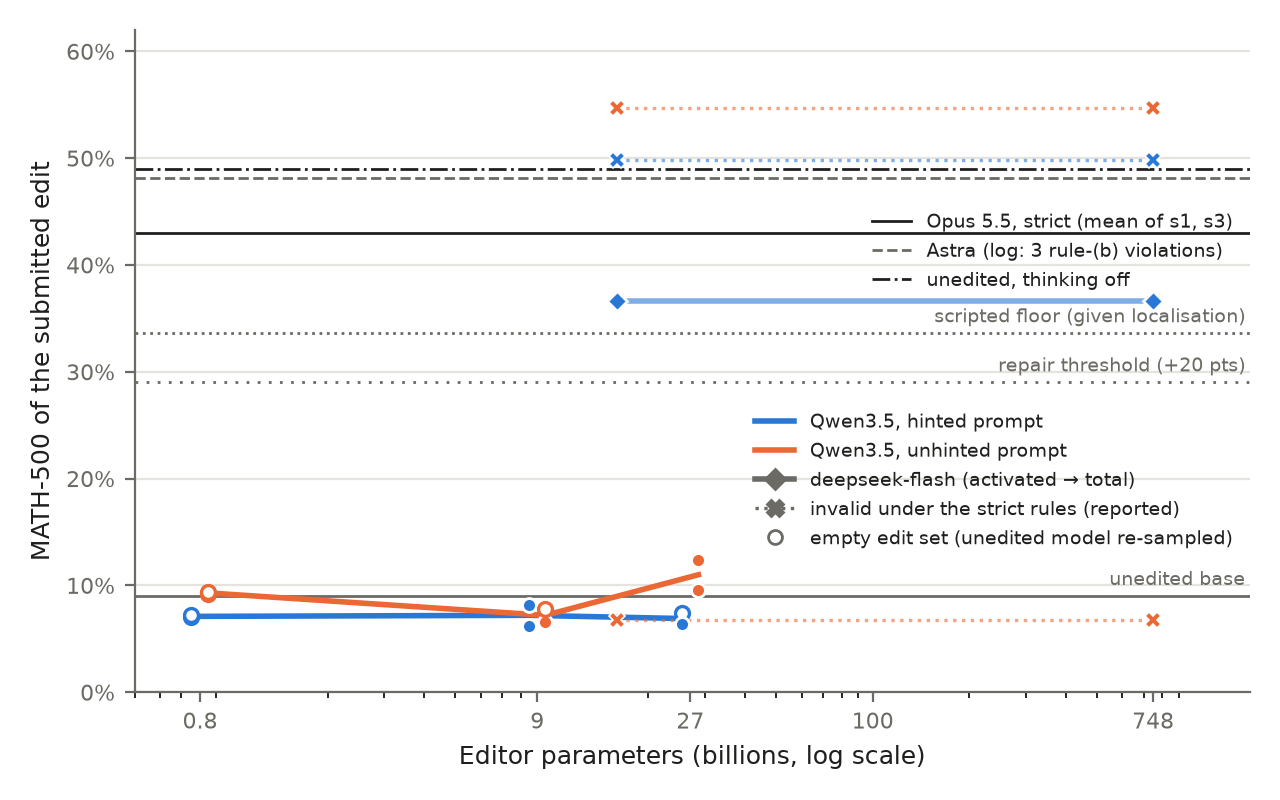 60%
50%
40%
30%
20%
10%
0%
MATH-500 of the submitted edit
Opus 5.5, strict (mean of s1, s3)
Astra (log: 3 rule-(b) violations)
unedited, thinking off
scripted floor (given localisation)
repair threshold (+20 pts)
Qwen3.5, hinted prompt
Qwen3.5, unhinted prompt
deepseek-flash (activated → total)
invalid under the strict rules (reported)
empty edit set (unedited model re-sampled)
unedited base
0.8
9
27
100
748
Editor parameters (billions, log scale)